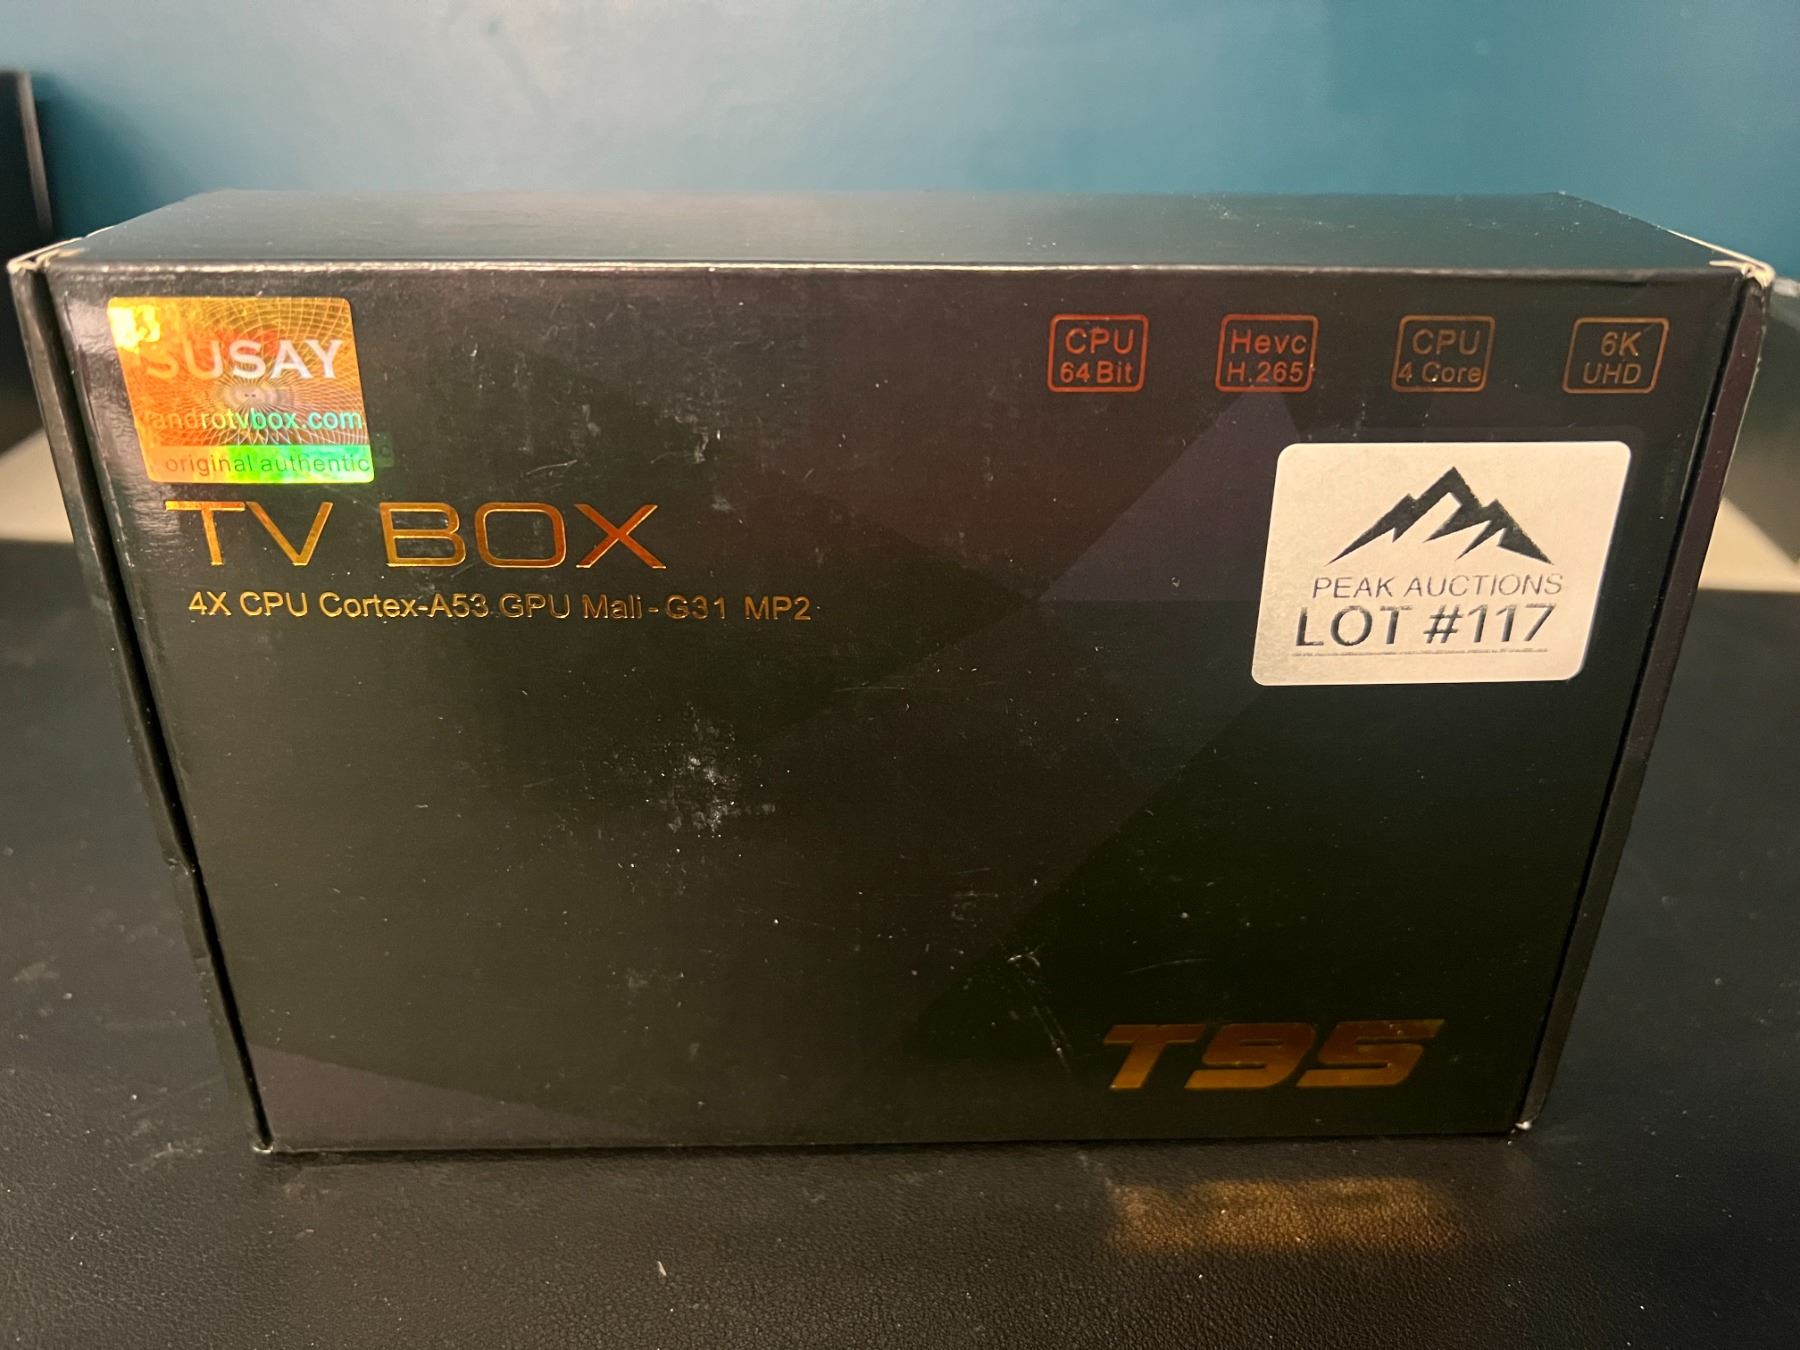 SUSAY
androtvbox.com
original authentic
CPU
64 Bit
Hevc
H.265
CPU
4 Core
6K
UHD
TV BOX
4X CPU Cortex-A53 GPU Mali-G31 MP2
PEAK AUCTIONS
LOT #117
T95